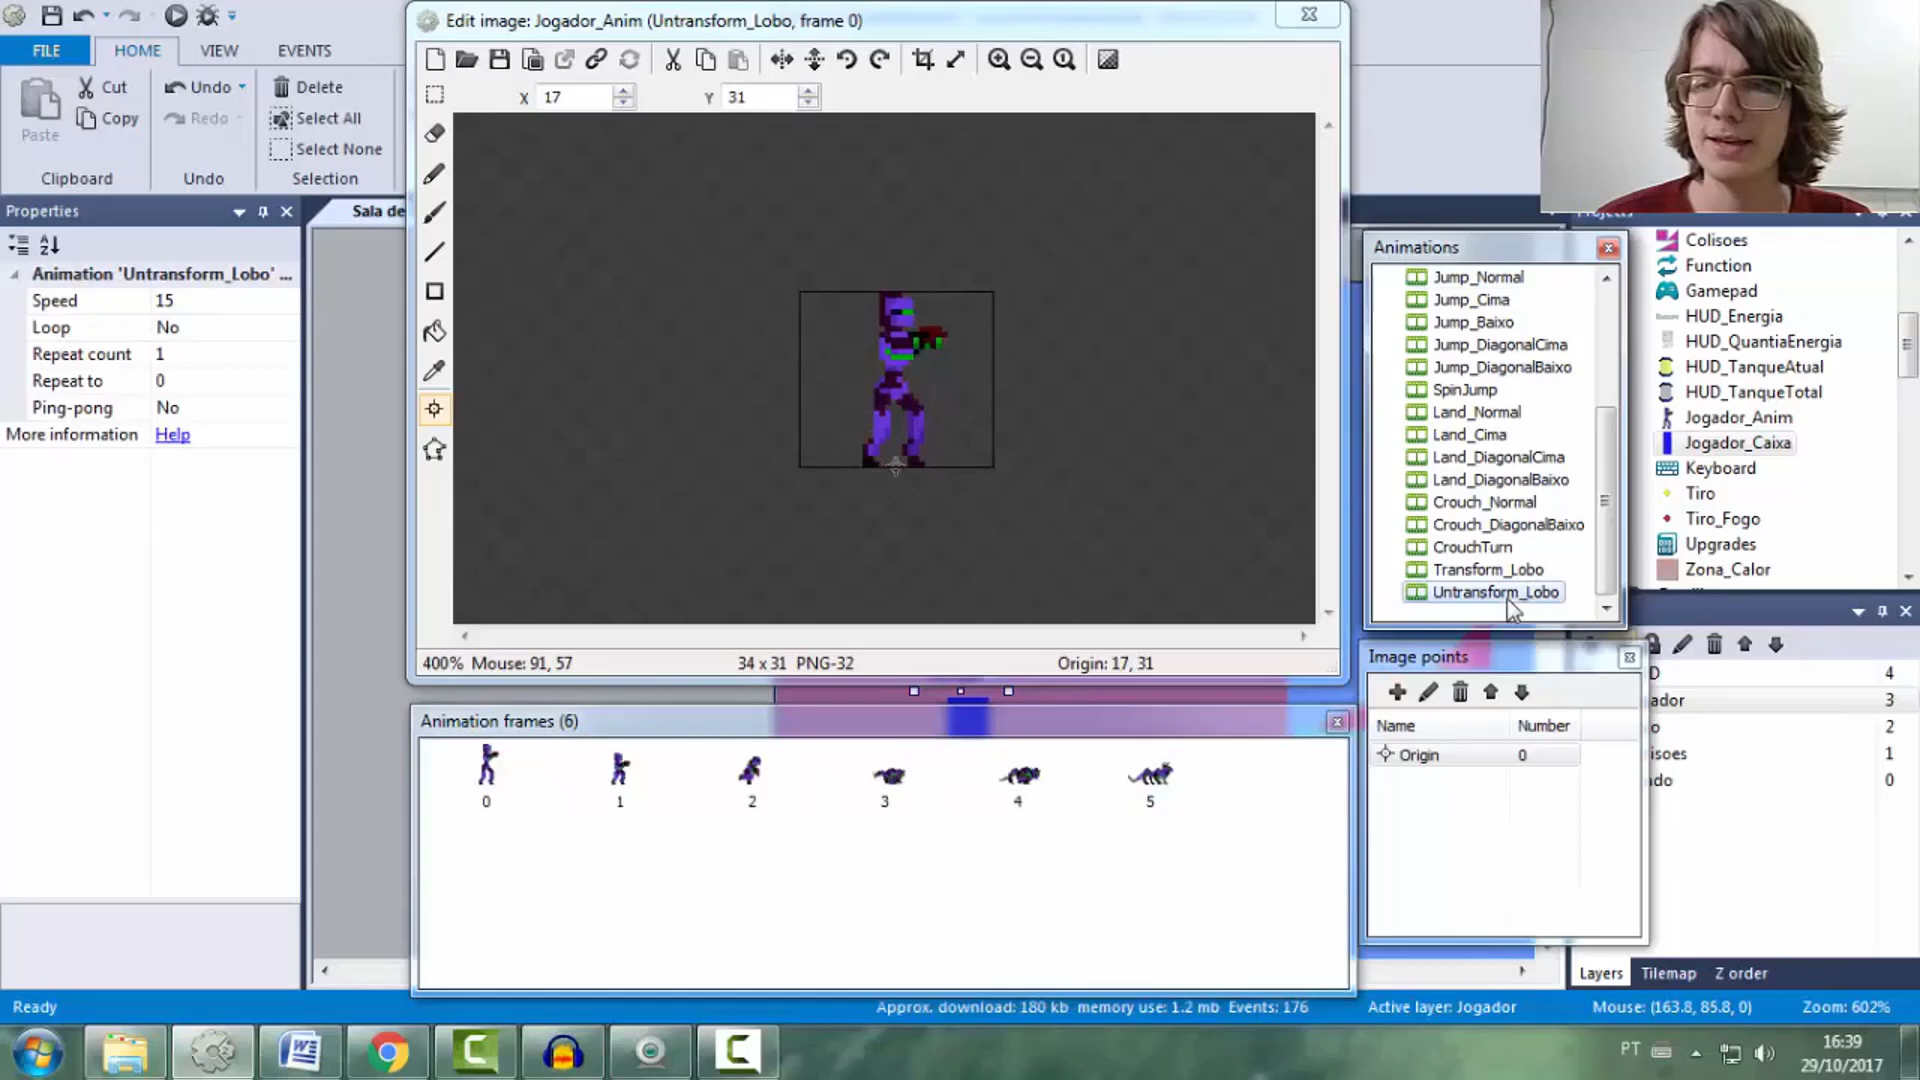 Edit image: Jogador_Anim (Untransform_Lobo, frame 0)
FILE
HOME
VIEW
EVENTS
Paste
Cut
Copy
Clipboard
Undo
Redo
Undo
Delete
Select All
Select None
Selection
X 17
Y 31
Properties
Sala de
Animation 'Untransform_Lobo' ...
Speed 15
Loop No
Repeat count 1
Repeat to 0
Ping-pong No
More information Help
400% Mouse: 91, 57
34 x 31 PNG-32
Origin: 17, 31
Animation frames (6)
0
1
2
3
4
5
Animations
Jump_Normal
Jump_Cima
Jump_Baixo
Jump_DiagonalCima
Jump_DiagonalBaixo
SpinJump
Land_Normal
Land_Cima
Land_DiagonalCima
Land_DiagonalBaixo
Crouch_Normal
Crouch_DiagonalBaixo
CrouchTurn
Transform_Lobo
Untransform_Lobo
Image points
Name Number
Origin 0
Colisoes
Function
Gamepad
HUD_Energia
HUD_QuantiaEnergia
HUD_TanqueAtual
HUD_TanqueTotal
Jogador_Anim
Jogador_Caixa
Keyboard
Tiro
Tiro_Fogo
Upgrades
Zona_Calor
D 4
ador 3
o 2
isoes 1
do 0
Layers
Tilemap
Z order
Ready
Approx. download: 180 kb
memory use: 1.2 mb
Events: 176
Active layer: Jogador
Mouse: (163.8, 85.8, 0)
Zoom: 602%
PT
16:39
29/10/2017